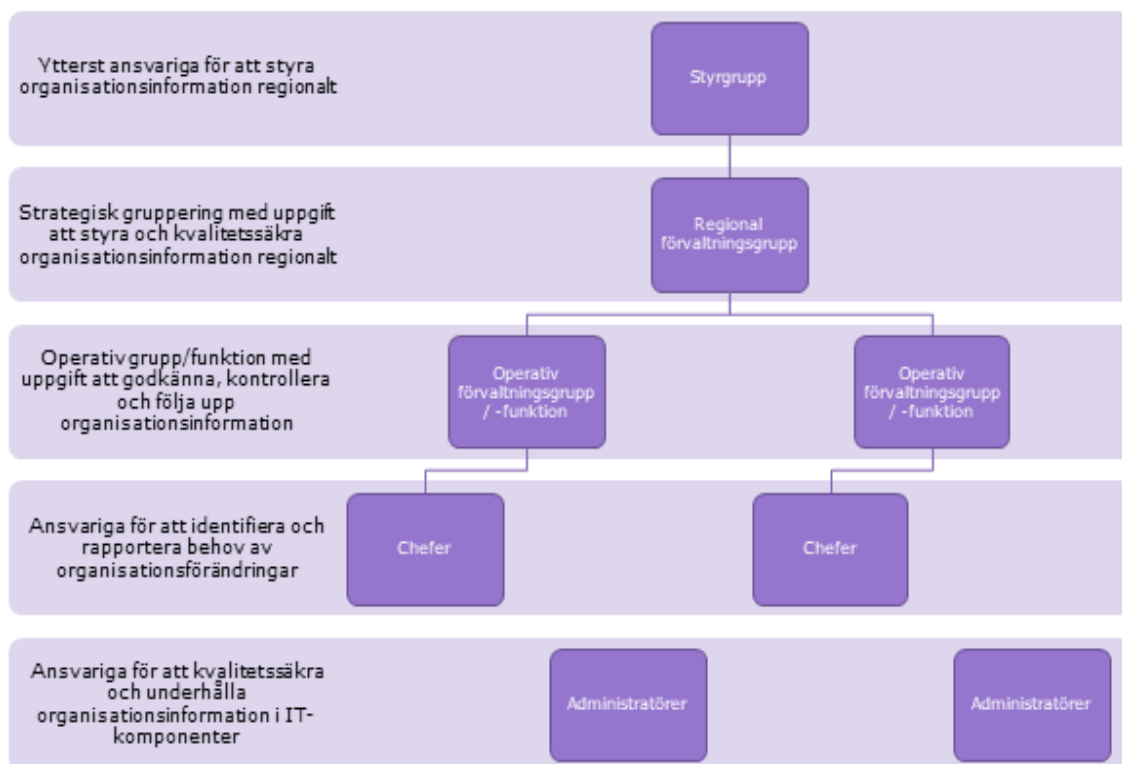 Ytterst ansvariga för att styra
organisationsinformation regionalt
Styrgrupp
Strategisk gruppering med uppgift
att styra och kvalitetssäkra
organisationsinformation regionalt
Regional
förvaltningsgrupp
Operativ grupp/funktion med
uppgift att godkänna, kontrollera
och följa upp
organisationsinformation
Operativ
förvaltningsgrupp
/ -funktion
Operativ
förvaltningsgrupp
/ -funktion
Ansvariga för att identifiera och
rapportera behov av
organisationsförändringar
Chefer
Chefer
Ansvariga för att kvalitetssäkra
och underhålla
organisationsinformation i IT-
komponenter
Administratörer
Administratörer